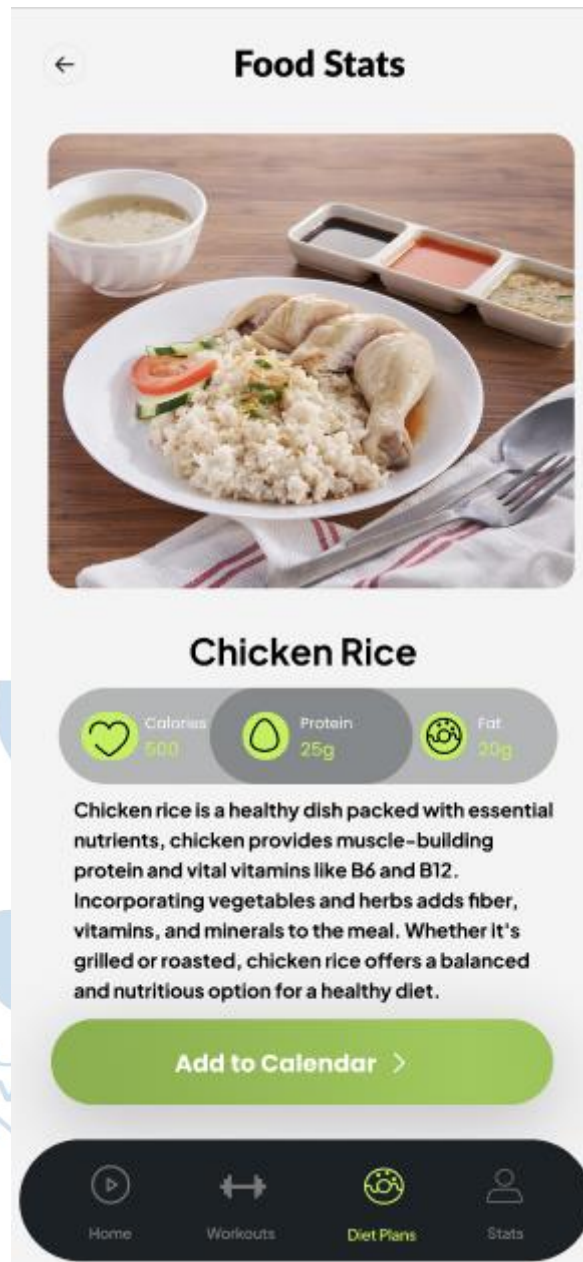 Food Stats
Chicken Rice
Calories
500
Protein
25g
Fat
20g
Chicken rice is a healthy dish packed with essential
nutrients, chicken provides muscle-building
protein and vital vitamins like B6 and B12.
Incorporating vegetables and herbs adds fiber,
vitamins, and minerals to the meal. Whether it's
grilled or roasted, chicken rice offers a balanced
and nutritious option for a healthy diet.
Add to Calendar
Home Workouts Diet Plans Stats